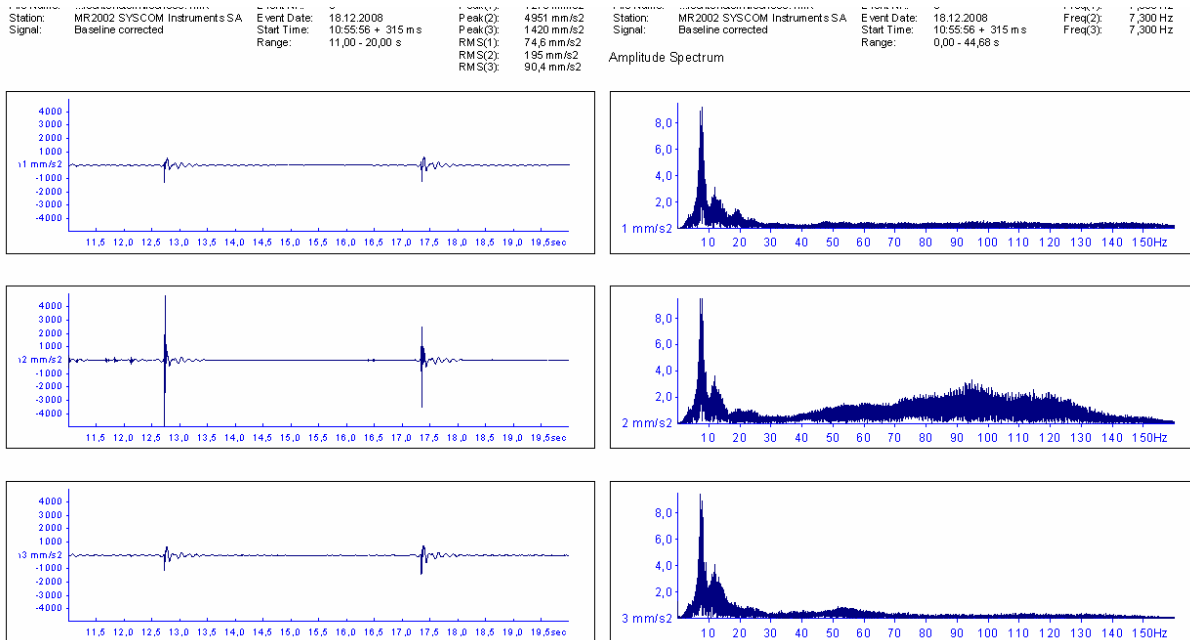 Station: MR2002 SYSCOM Instruments SA Event Date: 18.12.2008 Peak(2): 4951 mm/s2
Signal: Baseline corrected Start Time: 10:55:56 + 315 ms Peak(3): 1420 mm/s2
Range: 11,00 - 20,00 s RMS(1): 74,6 mm/s2
RMS(2): 195 mm/s2
RMS(3): 90,4 mm/s2
Station: MR2002 SYSCOM Instruments SA Event Date: 18.12.2008 Freq(2): 7,300 Hz
Signal: Baseline corrected Start Time: 10:55:56 + 315 ms Freq(3): 7,300 Hz
Range: 0,00 - 44,68 s
Amplitude Spectrum
4000
3000
2000
1000
1 mm/s2
-1000
-2000
-3000
-4000
11,5 12,0 12,5 13,0 13,5 14,0 14,5 15,0 15,5 16,0 16,5 17,0 17,5 18,0 18,5 19,0 19,5sec
8,0
6,0
4,0
2,0
1 mm/s2
10 20 30 40 50 60 70 80 90 100 110 120 130 140 150Hz
4000
3000
2000
1000
2 mm/s2
-1000
-2000
-3000
-4000
11,5 12,0 12,5 13,0 13,5 14,0 14,5 15,0 15,5 16,0 16,5 17,0 17,5 18,0 18,5 19,0 19,5sec
8,0
6,0
4,0
2,0
2 mm/s2
10 20 30 40 50 60 70 80 90 100 110 120 130 140 150Hz
4000
3000
2000
1000
3 mm/s2
-1000
-2000
-3000
-4000
11,5 12,0 12,5 13,0 13,5 14,0 14,5 15,0 15,5 16,0 16,5 17,0 17,5 18,0 18,5 19,0 19,5sec
8,0
6,0
4,0
2,0
3 mm/s2
10 20 30 40 50 60 70 80 90 100 110 120 130 140 150Hz